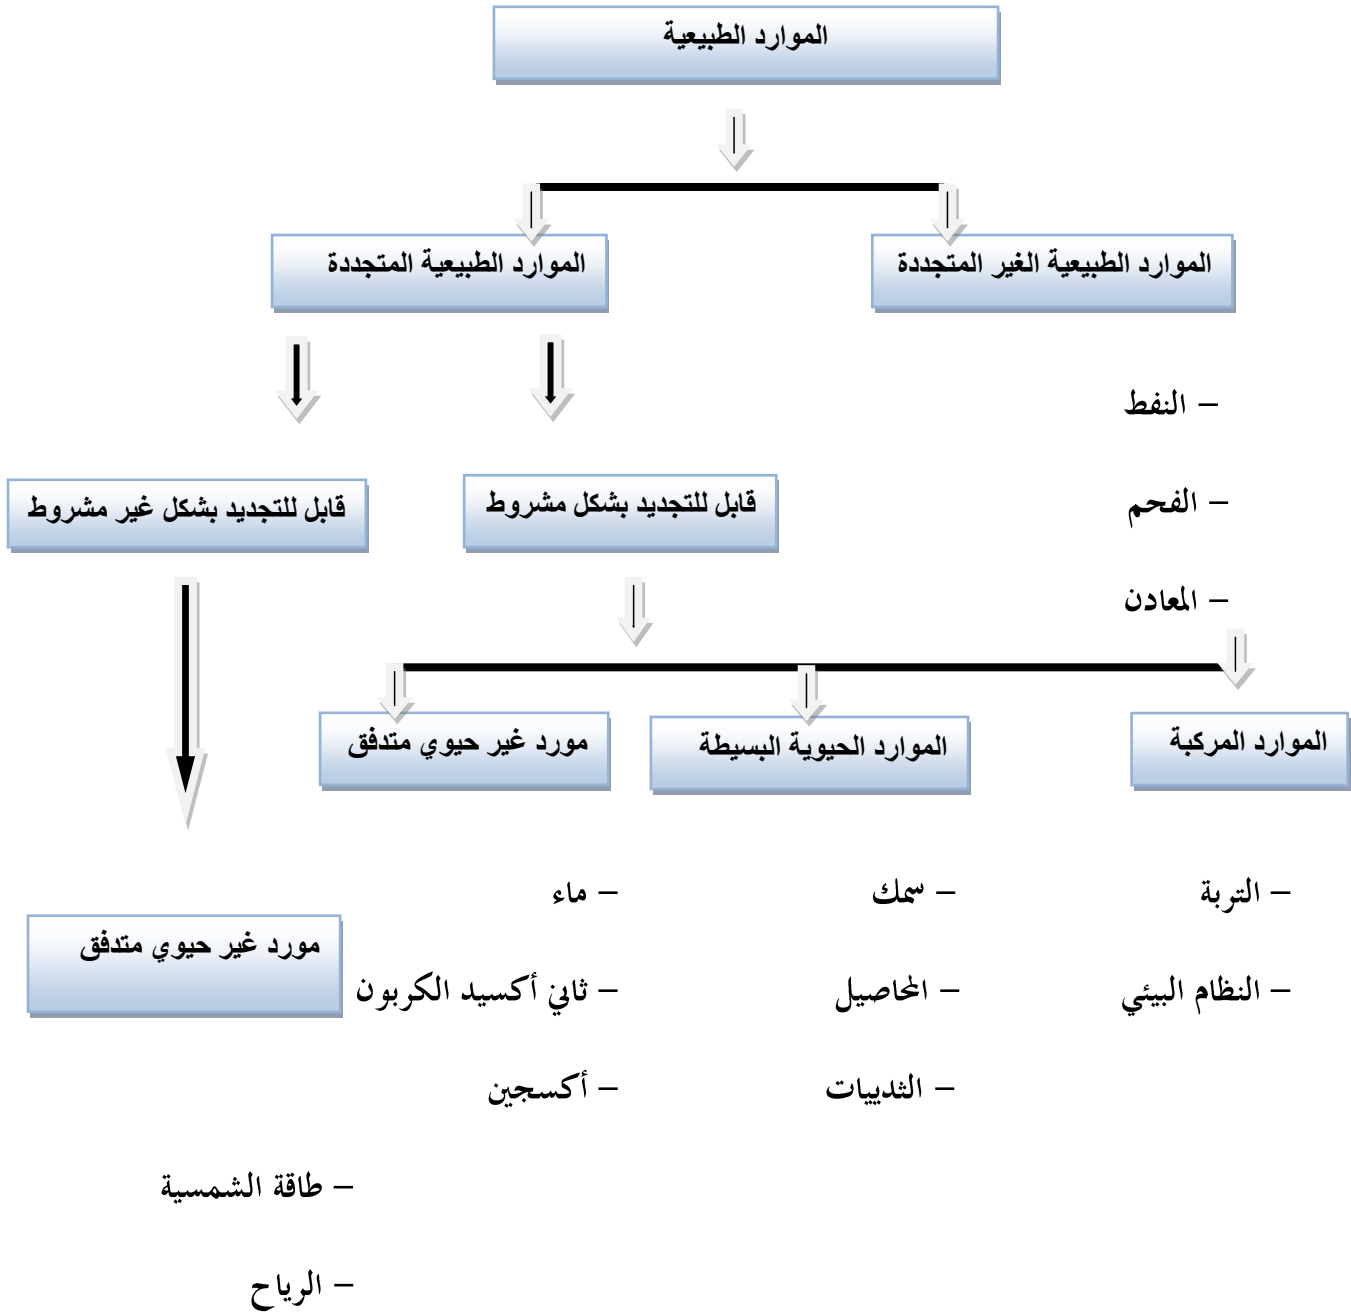 الموارد الطبيعية
الموارد الطبيعية الغير المتجددة
الموارد الطبيعية المتجددة
– النفط
– الفحم
– المعادن
قابل للتجديد بشكل مشروط
قابل للتجديد بشكل غير مشروط
الموارد المركبة
الموارد الحيوية البسيطة
مورد غير حيوي متدفق
– التربة
– النظام البيئي
– سمك
– المحاصيل
– الثدييات
– ماء
– ثاني أكسيد الكربون
– أكسجين
مورد غير حيوي متدفق
– طاقة الشمسية
– الرياح